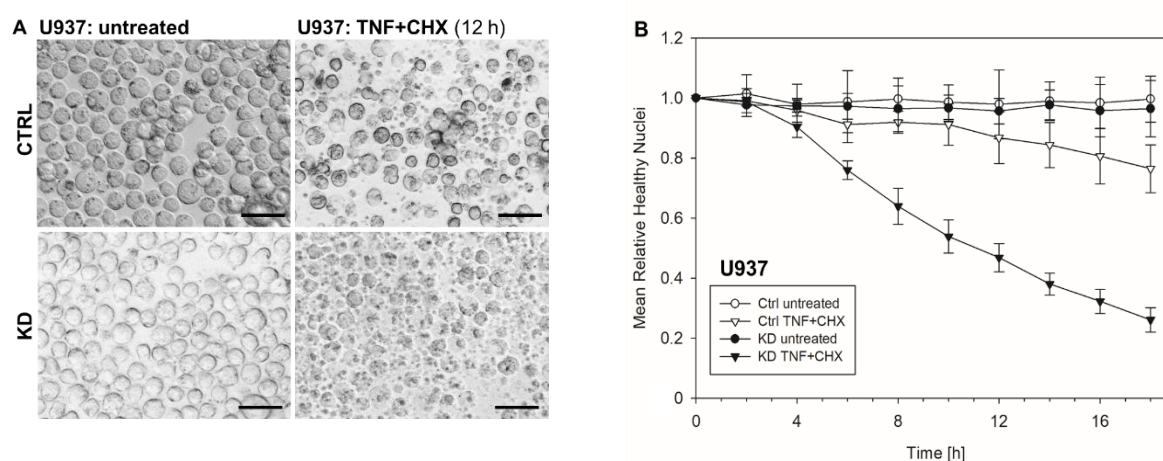 A U937: untreated U937: TNF+CHX (12 h)
CTRL
KD
B
1.2
1.0
0.8
0.6
0.4
0.2
0
Mean Relative Healthy Nuclei
U937
Ctrl untreated
Ctrl TNF+CHX
KD untreated
KD TNF+CHX
0 4 8 12 16
Time [h]